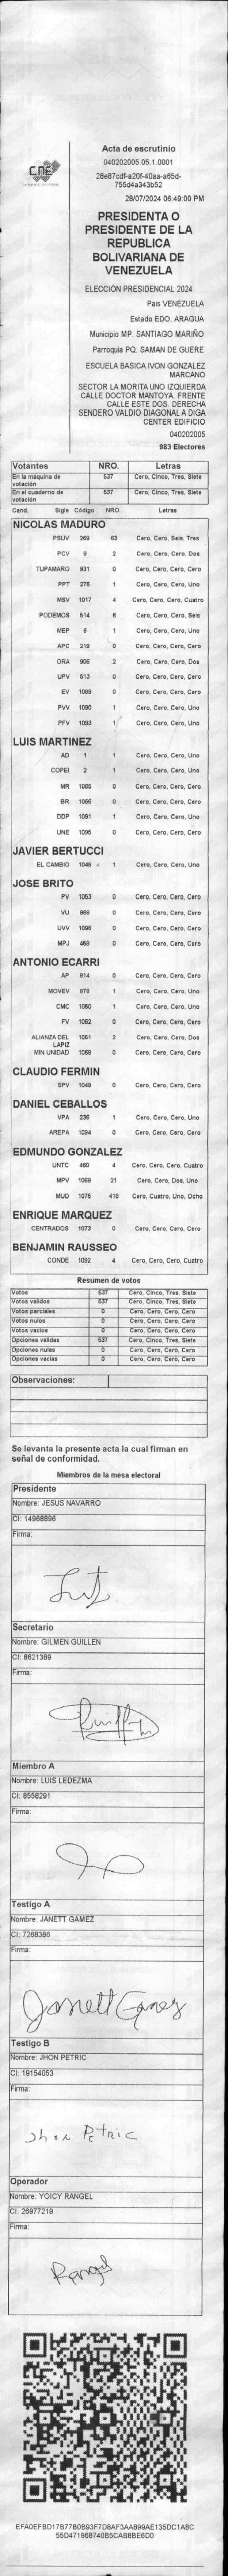 CNE
Acta de escrutinio
040202005.05.1.0001
28e87cdf-a20f-40aa-a65d-
755d4a343b52
28/07/2024 06:49:00 PM
PRESIDENTA O
PRESIDENTE DE LA
REPUBLICA
BOLIVARIANA DE
VENEZUELA
ELECCIÓN PRESIDENCIAL 2024
Pais VENEZUELA
Estado EDO. ARAGUA
Municipio MP. SANTIAGO MARIÑO
Parroquia PQ. SAMAN DE GUERE
ESCUELA BASICA IVON GONZALEZ
MARCANO
SECTOR LA MORITA UNO IZQUIERDA
CALLE DOCTOR MANTOYA. FRENTE
CALLE ESTE DOS. DERECHA
SENDERO VALDIO DIAGONAL A DIGA
CENTER EDIFICIO
040202005
983 Electores
Votantes NRO. Letras
En la máquina de votación 537 Cero, Cinco, Tres, Siete
En el cuaderno de votación 537 Cero, Cinco, Tres, Siete
Cand. Sigla Código NRO. Letras
NICOLAS MADURO
PSUV 269 63 Cero, Cero, Seis, Tres
PCV 9 2 Cero, Cero, Cero, Dos
TUPAMARO 931 0 Cero, Cero, Cero, Cero
PPT 276 1 Cero, Cero, Cero, Uno
MSV 1017 4 Cero, Cero, Cero, Cuatro
PODEMOS 514 6 Cero, Cero, Cero, Seis
MEP 6 1 Cero, Cero, Cero, Uno
APC 219 0 Cero, Cero, Cero, Cero
ORA 906 2 Cero, Cero, Cero, Dos
UPV 613 0 Cero, Cero, Cero, Cero
EV 1089 0 Cero, Cero, Cero, Cero
PVV 1090 1 Cero, Cero, Cero, Uno
PFV 1093 1 Cero, Cero, Cero, Uno
LUIS MARTINEZ
AD 1 1 Cero, Cero, Cero, Uno
COPEI 2 1 Cero, Cero, Cero, Uno
MR 1065 0 Cero, Cero, Cero, Cero
BR 1066 0 Cero, Cero, Cero, Cero
DDP 1091 1 Cero, Cero, Cero, Uno
UNE 1095 0 Cero, Cero, Cero, Cero
JAVIER BERTUCCI
EL CAMBIO 1048 1 Cero, Cero, Cero, Uno
JOSE BRITO
PV 1053 0 Cero, Cero, Cero, Cero
VU 868 0 Cero, Cero, Cero, Cero
UVV 1096 0 Cero, Cero, Cero, Cero
MPJ 458 0 Cero, Cero, Cero, Cero
ANTONIO ECARRI
AP 814 0 Cero, Cero, Cero, Cero
MOVEV 878 1 Cero, Cero, Cero, Uno
CMC 1060 1 Cero, Cero, Cero, Uno
FV 1062 0 Cero, Cero, Cero, Cero
ALIANZA DEL LAPIZ 1051 2 Cero, Cero, Cero, Dos
MIN UNIDAD 1069 0 Cero, Cero, Cero, Cero
CLAUDIO FERMIN
SPV 1049 0 Cero, Cero, Cero, Cero
DANIEL CEBALLOS
VPA 236 1 Cero, Cero, Cero, Uno
AREPA 1094 0 Cero, Cero, Cero, Cero
EDMUNDO GONZALEZ
UNTC 460 4 Cero, Cero, Cero, Cuatro
MPV 1069 21 Cero, Cero, Dos, Uno
MUD 1075 418 Cero, Cuatro, Uno, Ocho
ENRIQUE MARQUEZ
CENTRADOS 1073 0 Cero, Cero, Cero, Cero
BENJAMIN RAUSSEO
CONDE 1092 4 Cero, Cero, Cero, Cuatro
Resumen de votos
Votos 537 Cero, Cinco, Tres, Siete
Votos validos 537 Cero, Cinco, Tres, Siete
Votos parciales 0 Cero, Cero, Cero, Cero
Votos nulos 0 Cero, Cero, Cero, Cero
Votos vacios 0 Cero, Cero, Cero, Cero
Opciones validas 537 Cero, Cinco, Tres, Siete
Opciones nulas 0 Cero, Cero, Cero, Cero
Opciones vacias 0 Cero, Cero, Cero, Cero
Observaciones:
Se levanta la presente acta la cual firman en
señal de conformidad.
Miembros de la mesa electoral
Presidente
Nombre: JESUS NAVARRO
CI: 14968896
Firma:
Secretario
Nombre: GILMEN GUILLEN
CI: 8621389
Firma:
Miembro A
Nombre: LUIS LEDEZMA
CI: 8558291
Firma:
Testigo A
Nombre: JANETT GAMEZ
CI: 7268386
Firma:
Janett Gamez
Testigo B
Nombre: JHON PETRIC
CI: 19154053
Firma:
Jhon Petric
Operador
Nombre: YOICY RANGEL
CI: 26977219
Firma:
Rangel
EFA0EFBD17B77B0B93F7D8AF3AA899AE135DC1A8C
55D471968740B5CAB8BE6D0